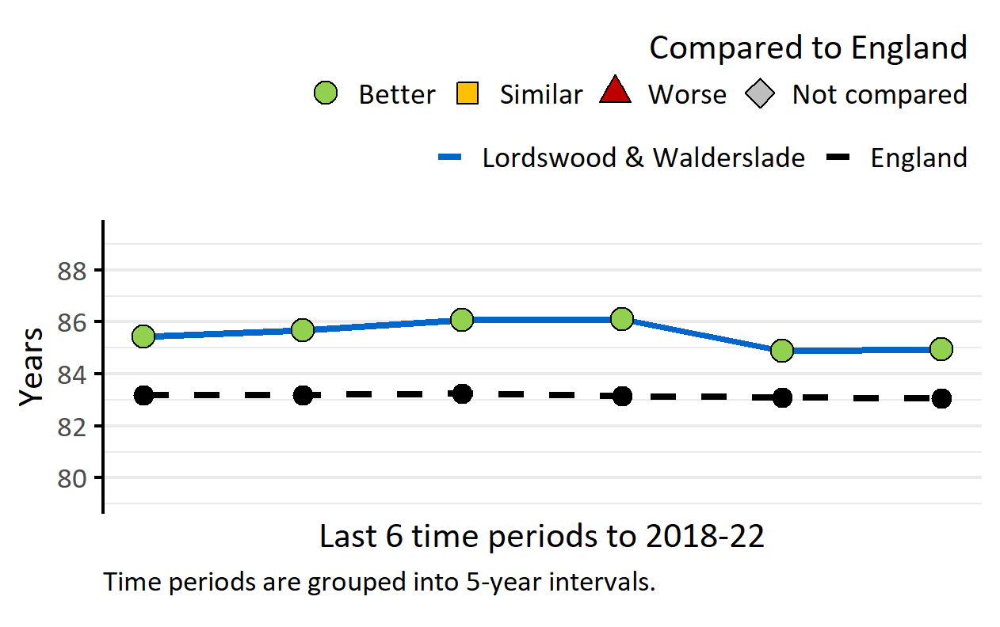 Compared to England
Better Similar Worse Not compared
Lordswood & Walderslade England
Years
88
86
84
82
80
Last 6 time periods to 2018-22
Time periods are grouped into 5-year intervals.